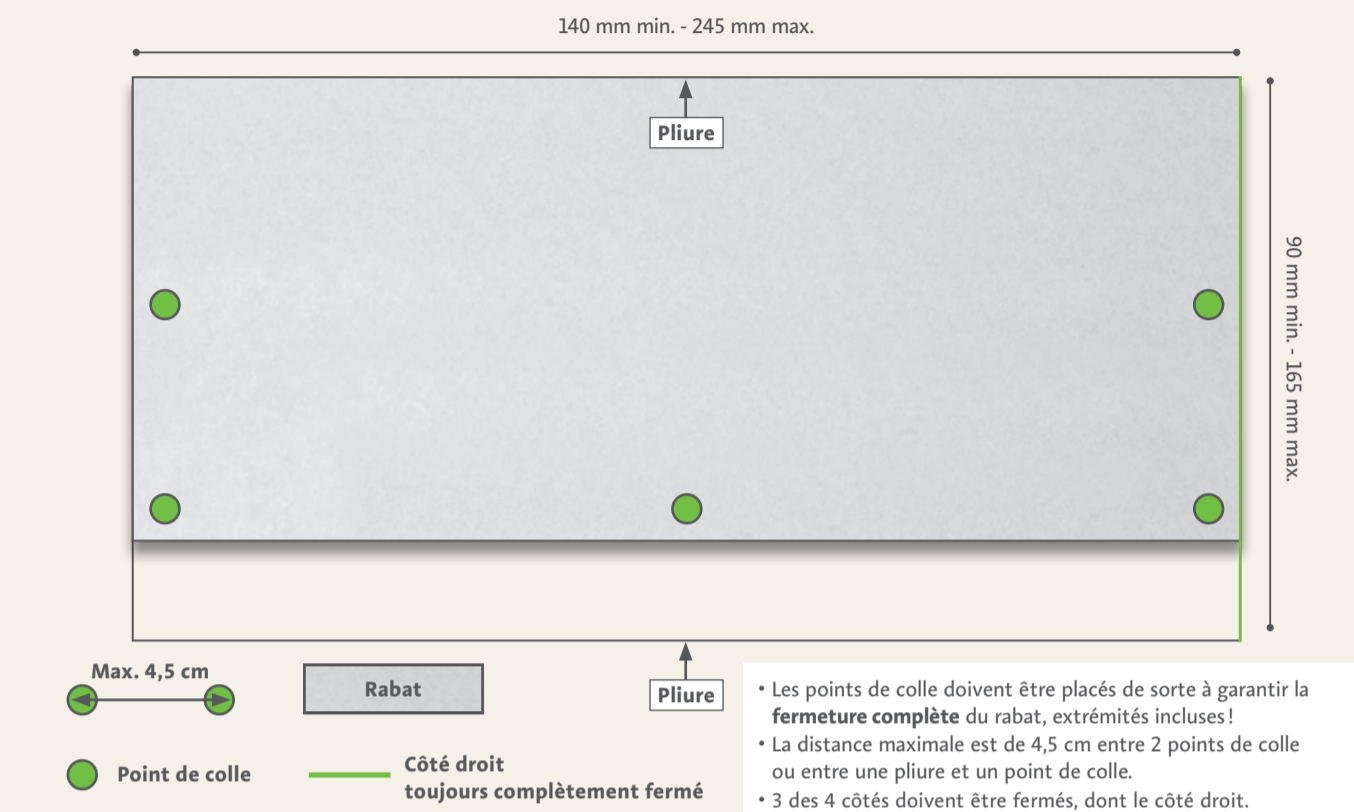 140 mm min. - 245 mm max.
Pliure
90 mm min. - 165 mm max.
Max. 4,5 cm
Rabat
Pliure
Point de colle
Côté droit
toujours complètement fermé
• Les points de colle doivent être placés de sorte à garantir la
fermeture complète du rabat, extrémités incluses !
• La distance maximale est de 4,5 cm entre 2 points de colle
ou entre une pliure et un point de colle.
• 3 des 4 côtés doivent être fermés, dont le côté droit.